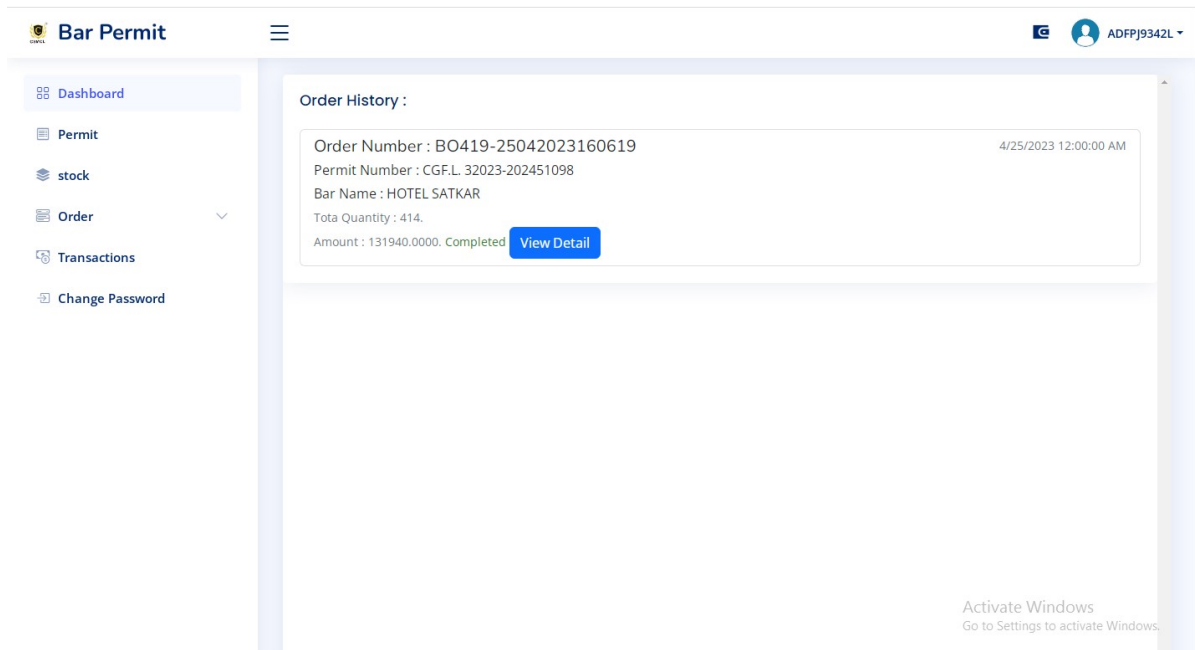 Bar Permit
ADFPJ9342L
Dashboard
Permit
stock
Order
Transactions
Change Password
Order History :
Order Number : BO419-25042023160619
4/25/2023 12:00:00 AM
Permit Number : CGF.L. 32023-202451098
Bar Name : HOTEL SATKAR
Tota Quantity : 414.
Amount : 131940.0000. Completed View Detail
Activate Windows
Go to Settings to activate Windows.